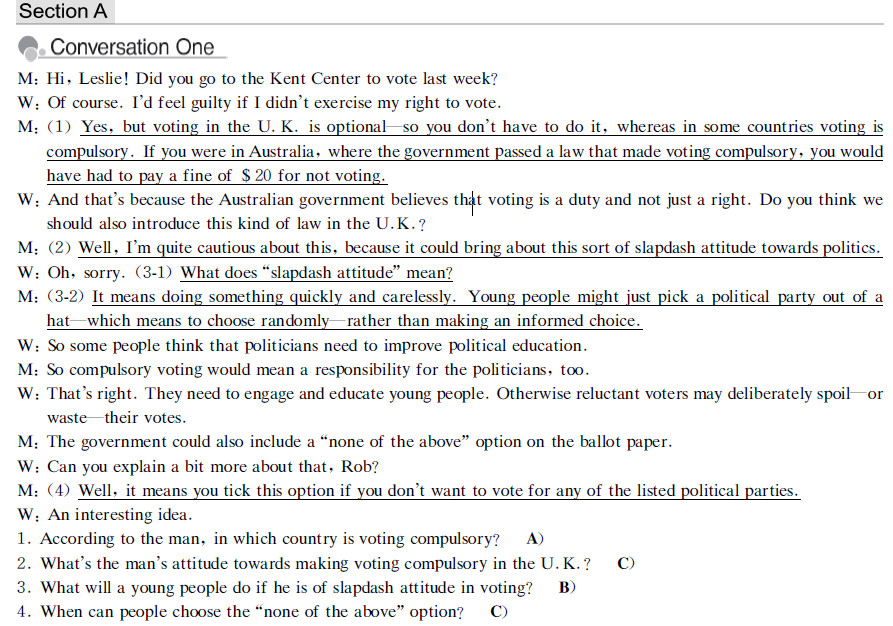 Section A
Conversation One
M: Hi, Leslie! Did you go to the Kent Center to vote last week?
W: Of course. I'd feel guilty if I didn't exercise my right to vote.
M: (1) Yes, but voting in the U.K. is optional—so you don't have to do it, whereas in some countries voting is
compulsory. If you were in Australia, where the government passed a law that made voting compulsory, you would
have had to pay a fine of $20 for not voting.
W: And that's because the Australian government believes that voting is a duty and not just a right. Do you think we
should also introduce this kind of law in the U.K.?
M: (2) Well, I'm quite cautious about this, because it could bring about this sort of slapdash attitude towards politics.
W: Oh, sorry. (3-1) What does "slapdash attitude" mean?
M: (3-2) It means doing something quickly and carelessly. Young people might just pick a political party out of a
hat—which means to choose randomly—rather than making an informed choice.
W: So some people think that politicians need to improve political education.
M: So compulsory voting would mean a responsibility for the politicians, too.
W: That's right. They need to engage and educate young people. Otherwise reluctant voters may deliberately spoil—or
waste—their votes.
M: The government could also include a "none of the above" option on the ballot paper.
W: Can you explain a bit more about that, Rob?
M: (4) Well, it means you tick this option if you don't want to vote for any of the listed political parties.
W: An interesting idea.
1. According to the man, in which country is voting compulsory? A)
2. What's the man's attitude towards making voting compulsory in the U.K.? C)
3. What will a young people do if he is of slapdash attitude in voting? B)
4. When can people choose the "none of the above" option? C)